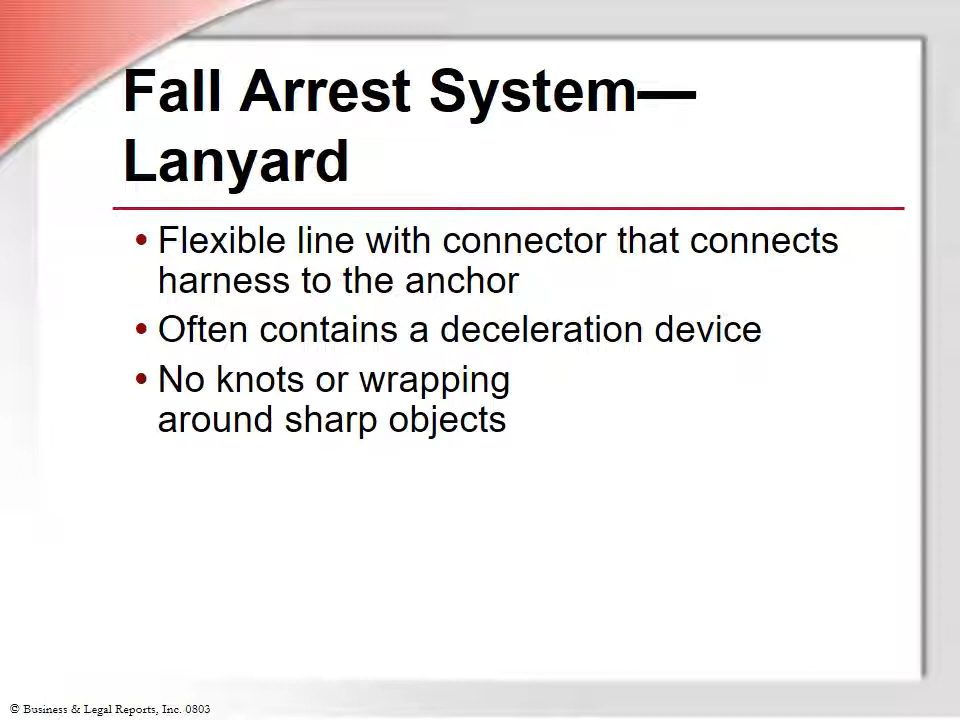 Fall Arrest System—
Lanyard
• Flexible line with connector that connects
harness to the anchor
• Often contains a deceleration device
• No knots or wrapping
around sharp objects
© Business & Legal Reports, Inc. 0803